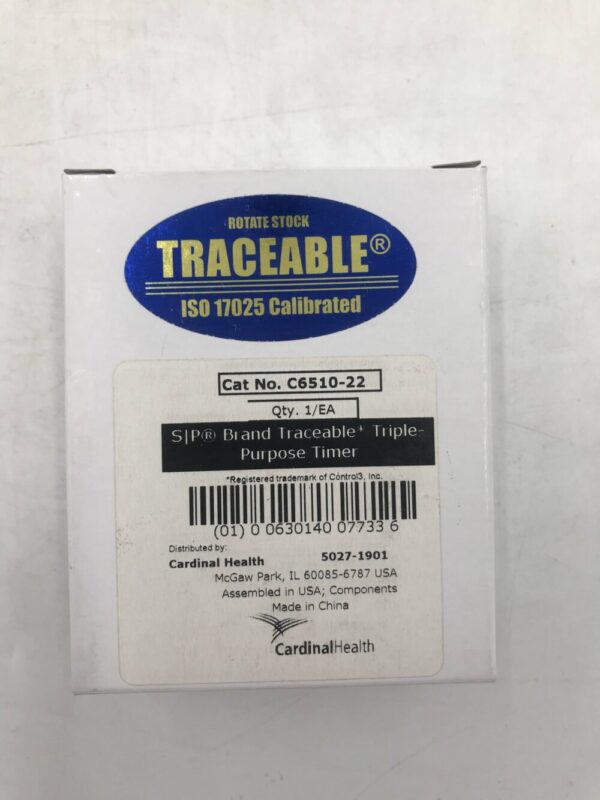 ROTATE STOCK
TRACEABLE®
ISO 17025 Calibrated
Cat No. C6510-22
Qty. 1/EA
S|P® Brand Traceable* Triple-
Purpose Timer
*Registered trademark of Control3, Inc.
(01) 0 0630140 07733 6
Distributed by:
Cardinal Health 5027-1901
McGaw Park, IL 60085-6787 USA
Assembled in USA; Components
Made in China
CardinalHealth